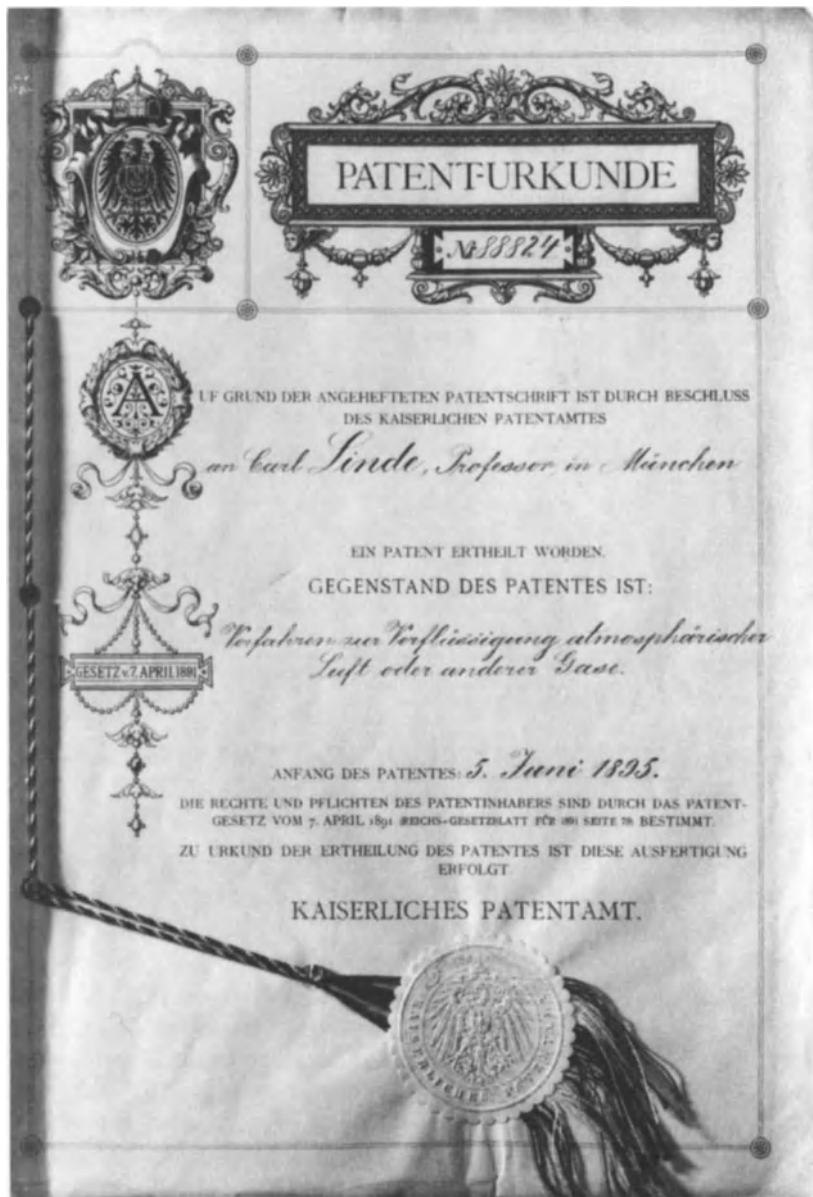 PATENT-URKUNDE
No 88824
AUF GRUND DER ANGEHEFTETEN PATENTSCHRIFT IST DURCH BESCHLUSS
DES KAISERLICHEN PATENTAMTES
an Carl Linde, Professor in München
EIN PATENT ERTHEILT WORDEN.
GEGENSTAND DES PATENTES IST:
Verfahren zur Verflüssigung atmosphärischer
Luft oder anderer Gase.
GESETZ v. 7. APRIL 1891
ANFANG DES PATENTES: 5. Juni 1895.
DIE RECHTE UND PFLICHTEN DES PATENTINHABERS SIND DURCH DAS PATENT-
GESETZ VOM 7. APRIL 1891 (REICHS-GESETZBLATT FÜR 1891 SEITE 79) BESTIMMT.
ZU URKUND DER ERTHEILUNG DES PATENTES IST DIESE AUSFERTIGUNG
ERFOLGT.
KAISERLICHES PATENTAMT.
KAISERLICHES PATENTAMT